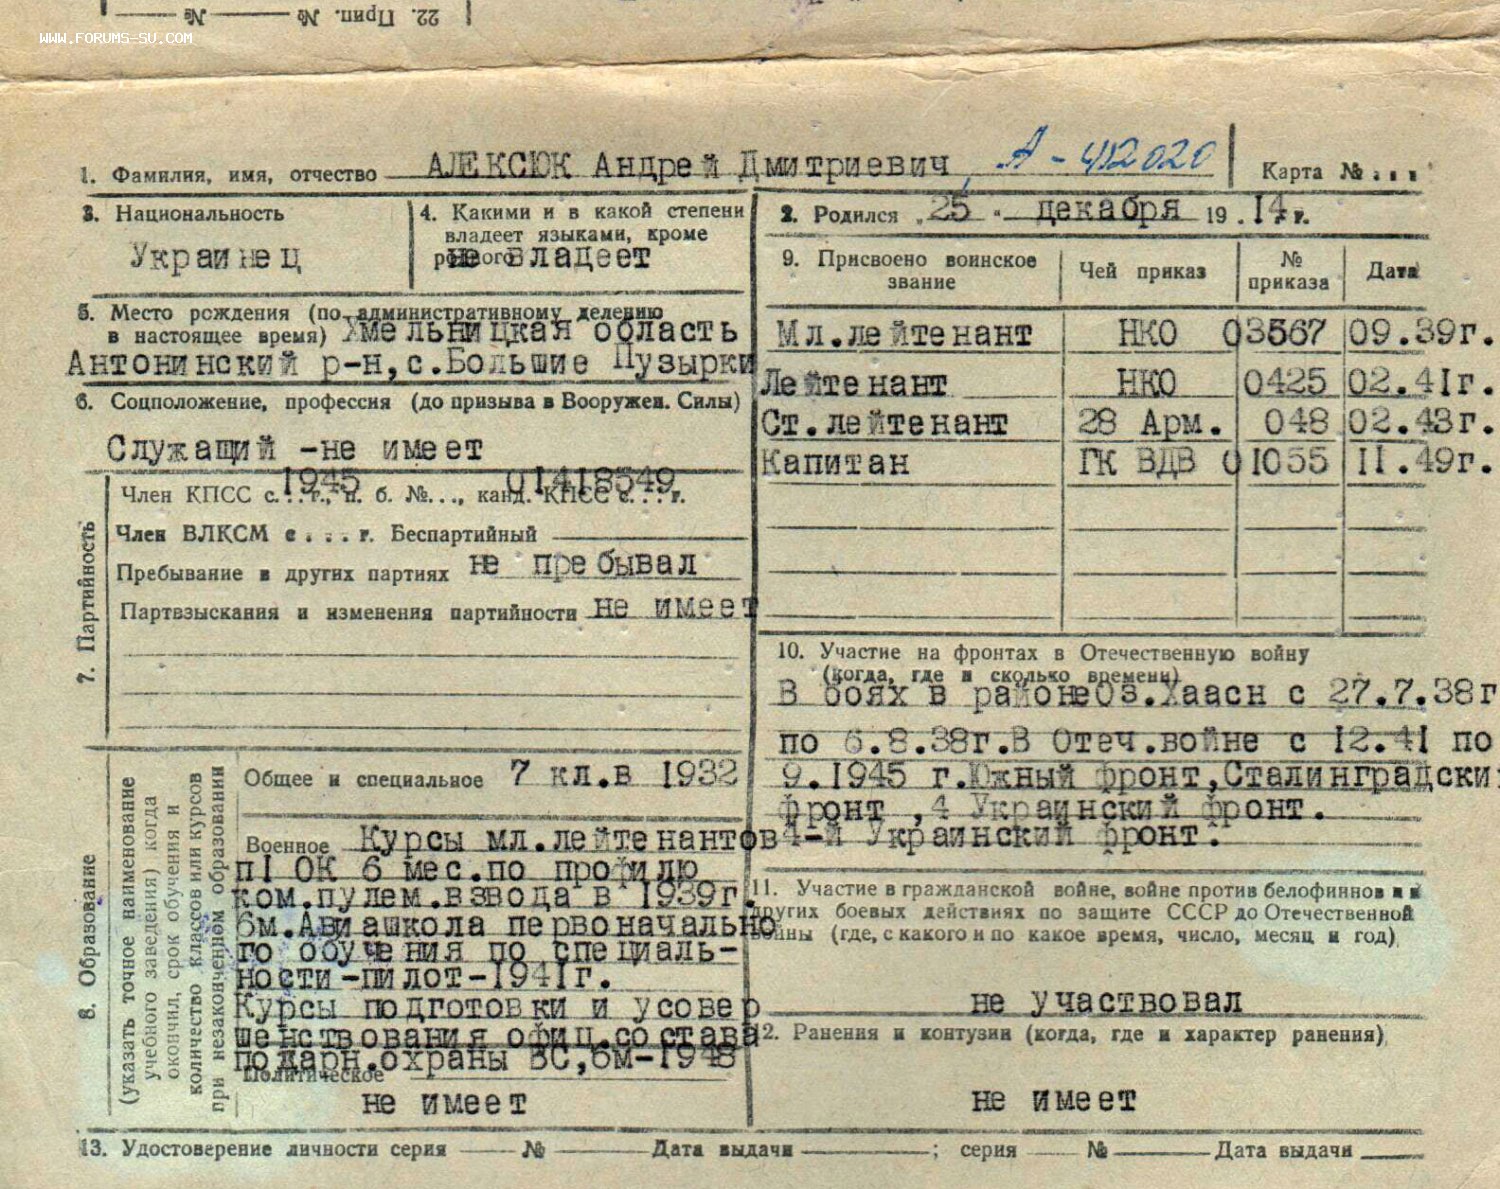 22. Прип. № —— № ——
WWW.FORUMS-SU.COM
1. Фамилия, имя, отчество АЛЕКСЮК Андрей Дмитриевич А-412020
Карта № . . .
3. Национальность
Украинец
4. Какими и в какой степени
владеет языками, кроме
родного не владеет
2. Родился „25" декабря 19.14 г.
5. Место рождения (по административному делению
в настоящее время) Хмельницкая область
Антонинский р-н,с.Большие Пузырки
6. Соцположение, профессия (до призыва в Вооружен. Силы)
Служащий -не имеет
9. Присвоено воинское звание | Чей приказ | № приказа | Дата
Мл.лейтенант НКО 03567 09.39г.
Лейтенант НКО 0425 02.41г.
Ст.лейтенант 28 Арм. 048 02.43г.
Капитан ГК ВДВ 01055 11.49г.
7. Партийность
Член КПСС с 1945 г., п. б. №..., канд. КПСС с . . . г. 01418549
Член ВЛКСМ с . . . г. Беспартийный
Пребывание в других партиях не пребывал
Партвзыскания и изменения партийности не имеет
10. Участие на фронтах в Отечественную войну
(когда, где и сколько времени)
В боях в районеОз.Хаасн с 27.7.38г
по 6.8.38г.В Отеч.войне с 12.41 по
9.1945 г.Южный фронт,Сталинградски
фронт ,4 Украинский фронт.
4-й Украинский фронт.
8. Образование
(указать точное наименование
учебного заведения) когда
окончил, срок обучения и
количество классов или курсов
при незаконченном образовании
Общее и специальное 7 кл.в 1932
Военное Курсы мл.лейтенантов
п1 ОК 6 мес.по профилю
ком.пулем.взвода в 1939г.
6м.Авиашкола первоначально
го обучения по специаль-
ности-пилот-1941г.
Курсы подготовки и усовер
шенствования офиц.состава
подарн.охраны ВС,6м-1948
Политическое
не имеет
11. Участие в гражданской войне, войне против белофиннов и в
других боевых действиях по защите СССР до Отечественной
войны (где, с какого и по какое время, число, месяц и год)
не участвовал
12. Ранения и контузии (когда, где и характер ранения)
не имеет
13. Удостоверение личности серия —— № —— Дата выдачи ——; серия —— № —— Дата выдачи ——